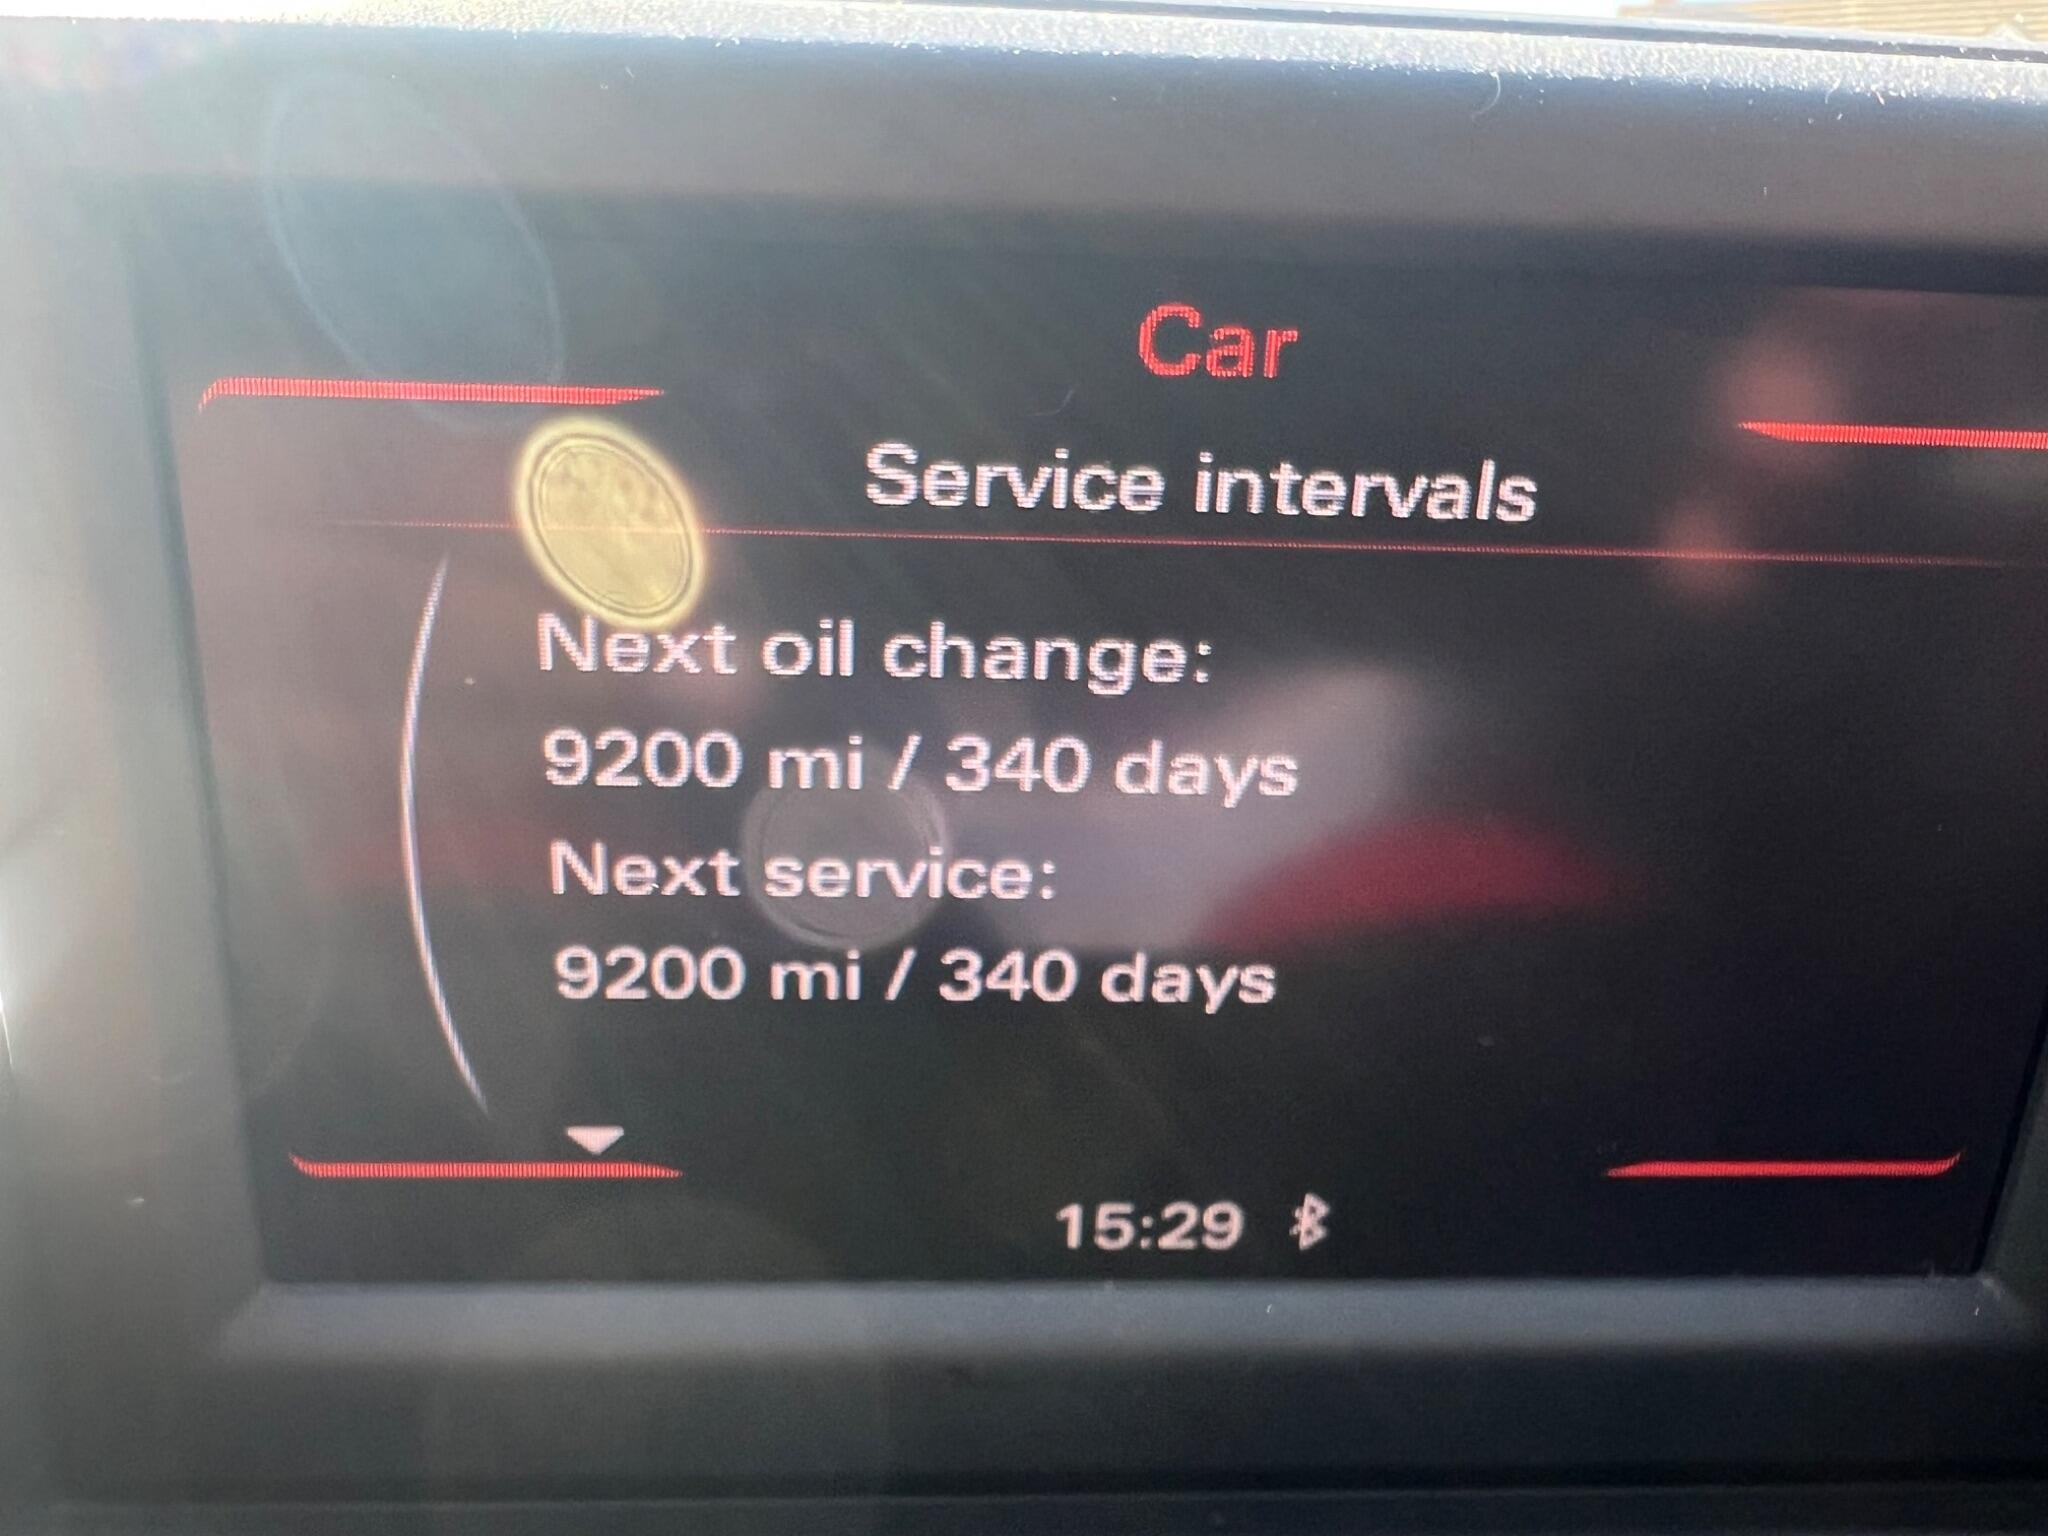 Car
Service intervals
Next oil change:
9200 mi / 340 days
Next service:
9200 mi / 340 days
15:29